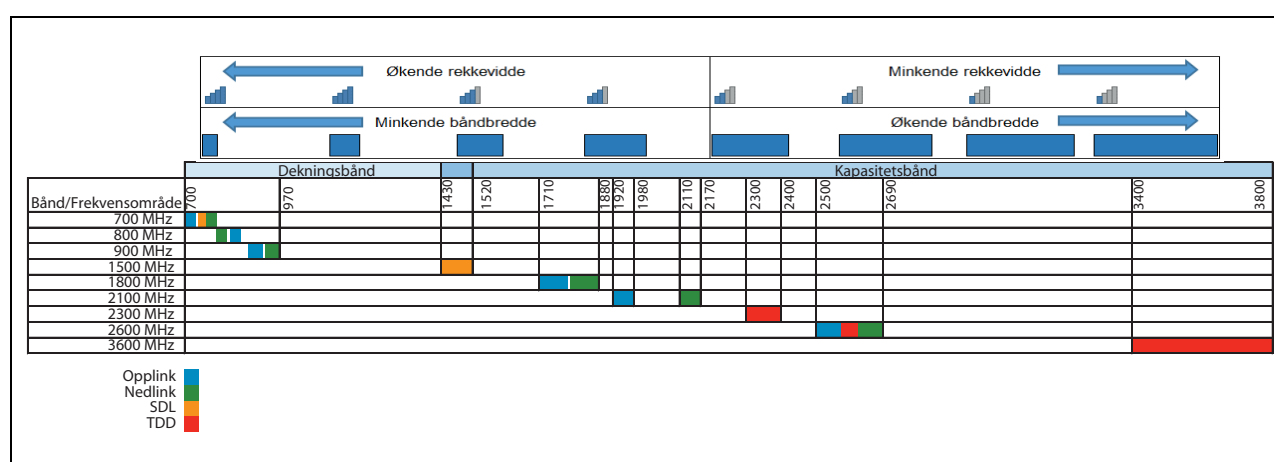 Økende rekkevidde Minkende rekkevidde
Minkende båndbredde Økende båndbredde
Dekningsbånd Kapasitetsbånd
Bånd/Frekvensområde 700 970 1430 1520 1710 1880 1920 1980 2110 2170 2300 2400 2500 2690 3400 3800
700 MHz
800 MHz
900 MHz
1500 MHz
1800 MHz
2100 MHz
2300 MHz
2600 MHz
3600 MHz
Opplink
Nedlink
SDL
TDD